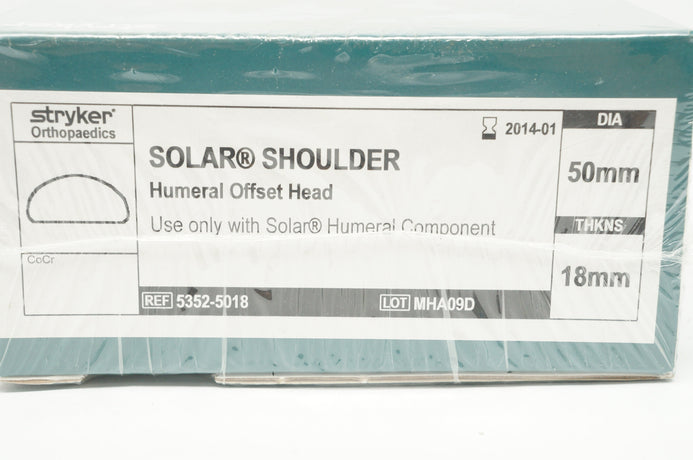 stryker®
Orthopaedics
2014-01
DIA
SOLAR® SHOULDER
50mm
Humeral Offset Head
Use only with Solar® Humeral Component
THKNS
CoCr
18mm
REF 5352-5018
LOT MHA09D